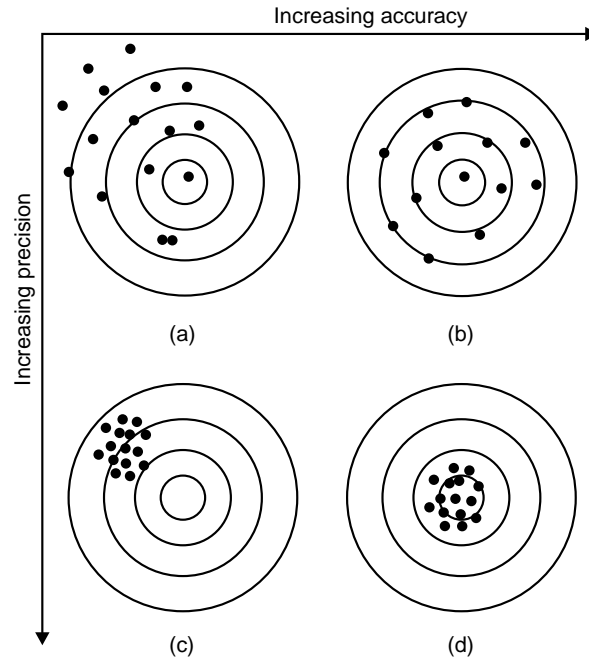 Increasing accuracy
Increasing precision
(a)
(b)
(c)
(d)